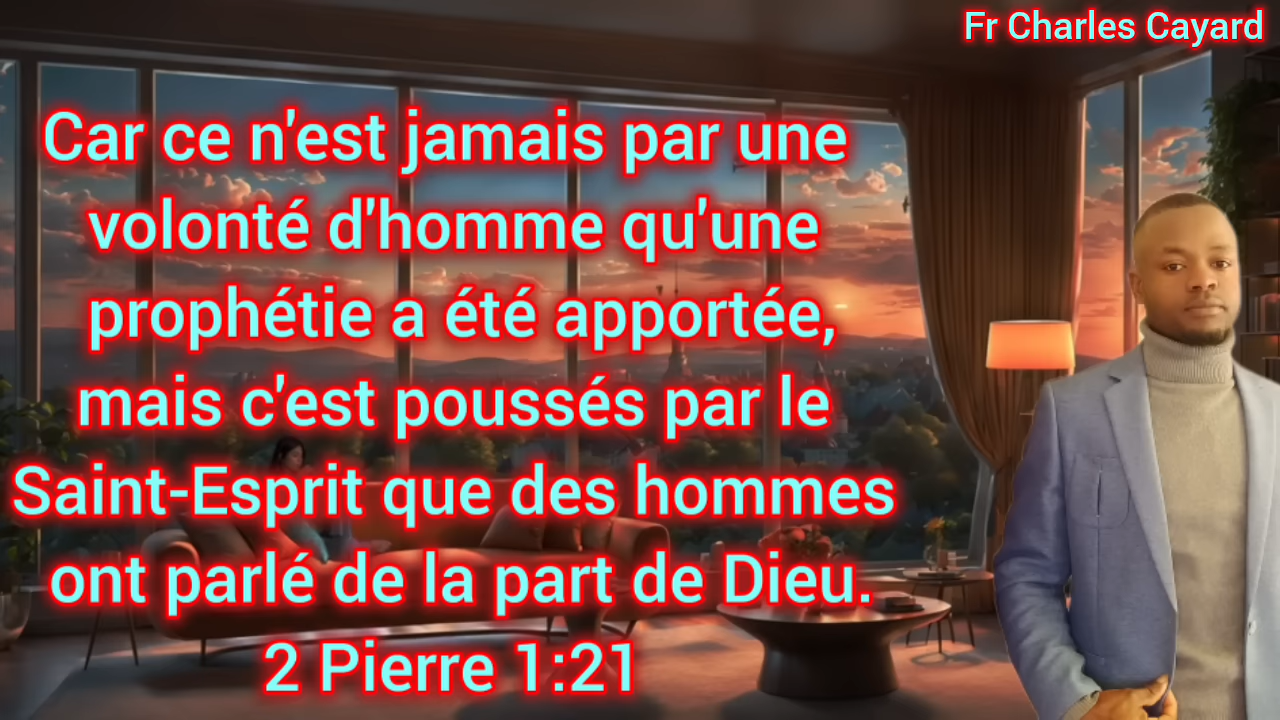 Fr Charles Cayard
Car ce n'est jamais par une
volonté d'homme qu'une
prophétie a été apportée,
mais c'est poussés par le
Saint-Esprit que des hommes
ont parlé de la part de Dieu.
2 Pierre 1:21